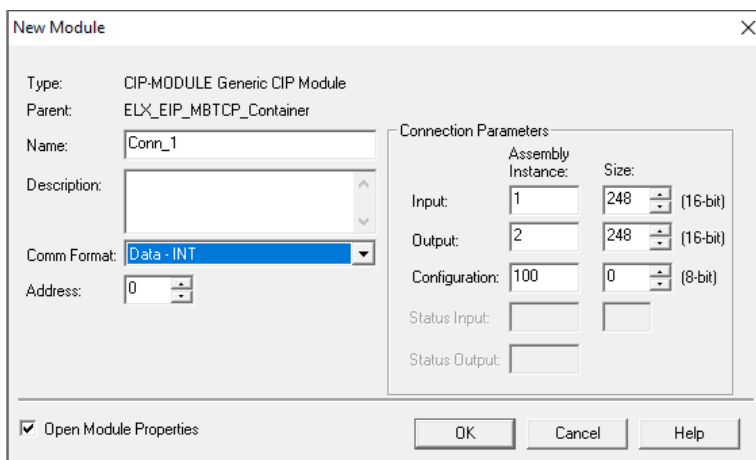 New Module
Type: CIP-MODULE Generic CIP Module
Parent: ELX_EIP_MBTCP_Container
Name: Conn_1
Description:
Comm Format: Data - INT
Address: 0
Connection Parameters
Assembly
Instance: Size:
Input: 1 248 (16-bit)
Output: 2 248 (16-bit)
Configuration: 100 0 (8-bit)
Status Input:
Status Output:
Open Module Properties
OK Cancel Help